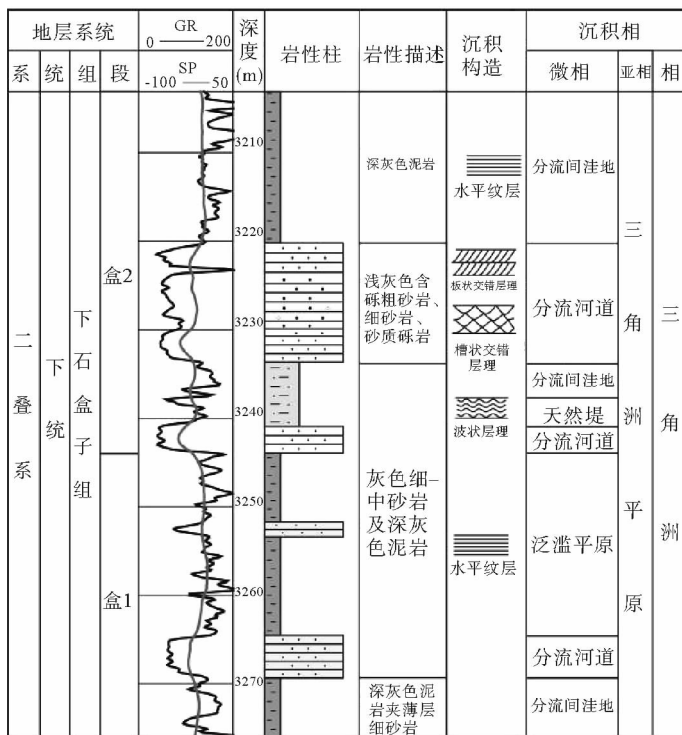 地层系统
系
统
组
段
GR
0 200
SP
-100 50
深
度
(m)
岩性柱
岩性描述
沉积
构造
沉积相
微相
亚相
相
二
叠
系
下
统
下
石
盒
子
组
盒2
盒1
3210
3220
3230
3240
3250
3260
3270
深灰色泥岩
浅灰色含
砾粗砂岩、
细砂岩、
砂质砾岩
灰色细–
中砂岩
及深灰
色泥岩
深灰色泥
岩夹薄层
细砂岩
水平纹层
板状交错层理
槽状交错
层理
波状层理
水平纹层
分流间洼地
分流河道
分流间洼地
天然堤
分流河道
泛滥平原
分流河道
分流间洼地
三
角
洲
平
原
三
角
洲